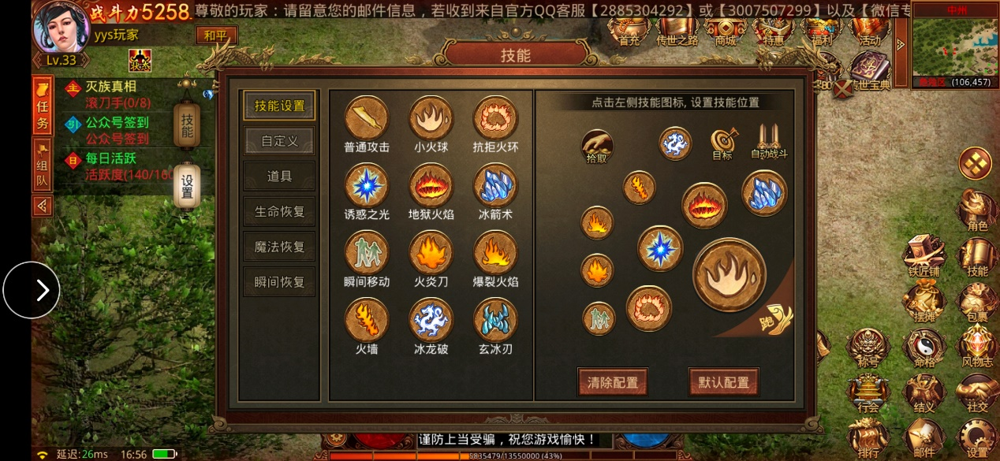 战斗力5258
尊敬的玩家：请留意您的邮件信息，若收到来自官方QQ客服【2885304292】或【3007507299】以及【微信专
中州
yys玩家
和平
Lv.33
状态
首充
传世之路
商城
特惠
福利
活动
传世宝典
(106,457)
技能
任务
组队
主
灭族真相
滚刀手(0/8)
引
公众号签到
公众号签到
日
每日活跃
活跃度(140/160
技能
设置
技能设置
自定义
道具
生命恢复
魔法恢复
瞬间恢复
普通攻击
小火球
抗拒火环
诱惑之光
地狱火焰
冰箭术
瞬间移动
火炎刀
爆裂火焰
火墙
冰龙破
玄冰刃
点击左侧技能图标，设置技能位置
拾取
目标
自动战斗
跑
清除配置
默认配置
角色
铁匠铺
技能
摆摊
包裹
称号
命格
风物志
行会
结义
社交
排行
邮件
设置
谨防上当受骗，祝您游戏愉快！
延迟:26ms
16:56
5835479/13550000 (43%)